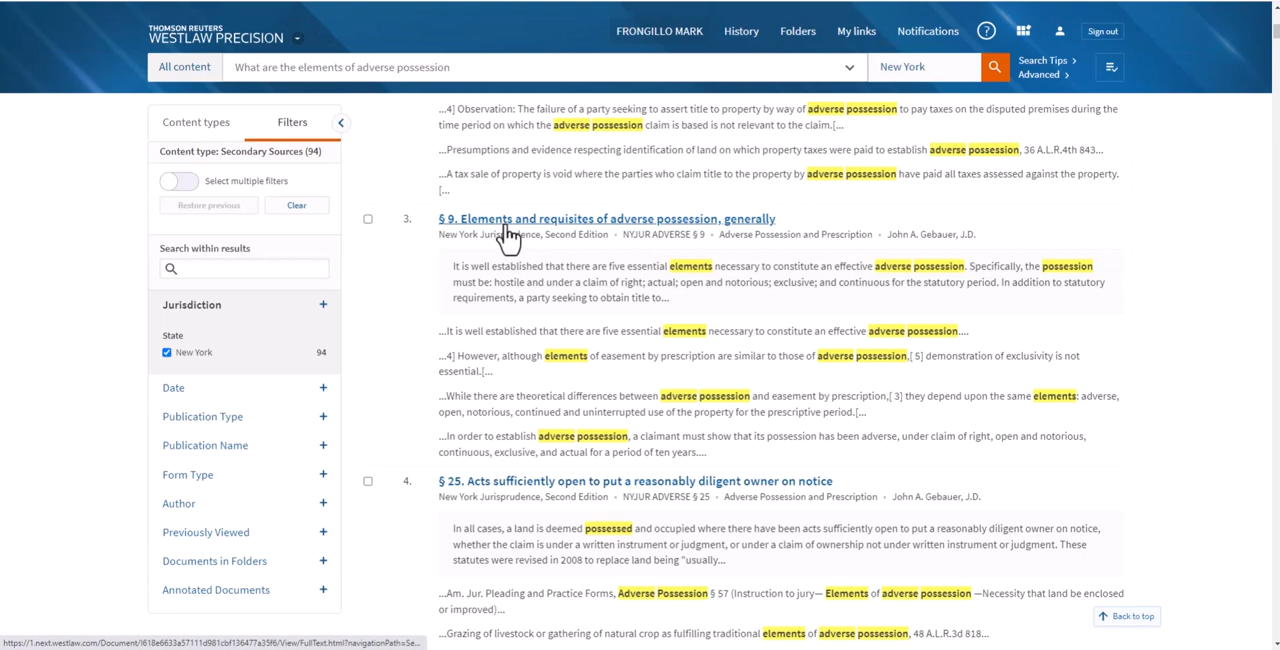 THOMSON REUTERS
WESTLAW PRECISION
FRONGILLO MARK
History
Folders
My links
Notifications
?
Sign out
All content
What are the elements of adverse possession
New York
Search Tips
Advanced
Content types
Filters
Content type: Secondary Sources (94)
Select multiple filters
Restore previous
Clear
Search within results
Jurisdiction +
State
New York 94
Date +
Publication Type +
Publication Name +
Form Type +
Author +
Previously Viewed +
Documents in Folders +
Annotated Documents +
...4] Observation: The failure of a party seeking to assert title to property by way of adverse possession to pay taxes on the disputed premises during the
time period on which the adverse possession claim is based is not relevant to the claim.[...
...Presumptions and evidence respecting identification of land on which property taxes were paid to establish adverse possession, 36 A.L.R.4th 843...
...A tax sale of property is void where the parties who claim title to the property by adverse possession have paid all taxes assessed against the property.
[...
3. § 9. Elements and requisites of adverse possession, generally
New York Jurisprudence, Second Edition • NYJUR ADVERSE § 9 • Adverse Possession and Prescription • John A. Gebauer, J.D.
It is well established that there are five essential elements necessary to constitute an effective adverse possession. Specifically, the possession
must be: hostile and under a claim of right; actual; open and notorious; exclusive; and continuous for the statutory period. In addition to statutory
requirements, a party seeking to obtain title to...
...It is well established that there are five essential elements necessary to constitute an effective adverse possession....
...4] However, although elements of easement by prescription are similar to those of adverse possession,[ 5] demonstration of exclusivity is not
essential.[...
...While there are theoretical differences between adverse possession and easement by prescription,[ 3] they depend upon the same elements: adverse,
open, notorious, continued and uninterrupted use of the property for the prescriptive period.[...
...In order to establish adverse possession, a claimant must show that its possession has been adverse, under claim of right, open and notorious,
continuous, exclusive, and actual for a period of ten years....
4. § 25. Acts sufficiently open to put a reasonably diligent owner on notice
New York Jurisprudence, Second Edition • NYJUR ADVERSE § 25 • Adverse Possession and Prescription • John A. Gebauer, J.D.
In all cases, a land is deemed possessed and occupied where there have been acts sufficiently open to put a reasonably diligent owner on notice,
whether the claim is under a written instrument or judgment, or under a claim of ownership not under written instrument or judgment. These
statutes were revised in 2008 to replace land being "usually...
...Am. Jur. Pleading and Practice Forms, Adverse Possession § 57 (Instruction to jury— Elements of adverse possession —Necessity that land be enclosed
or improved)...
...Grazing of livestock or gathering of natural crop as fulfilling traditional elements of adverse possession, 48 A.L.R.3d 818...
Back to top
https://1.next.westlaw.com/Document/I618e6633a57111d981cbf136477a35f6/View/FullText.html?navigationPath=Se...